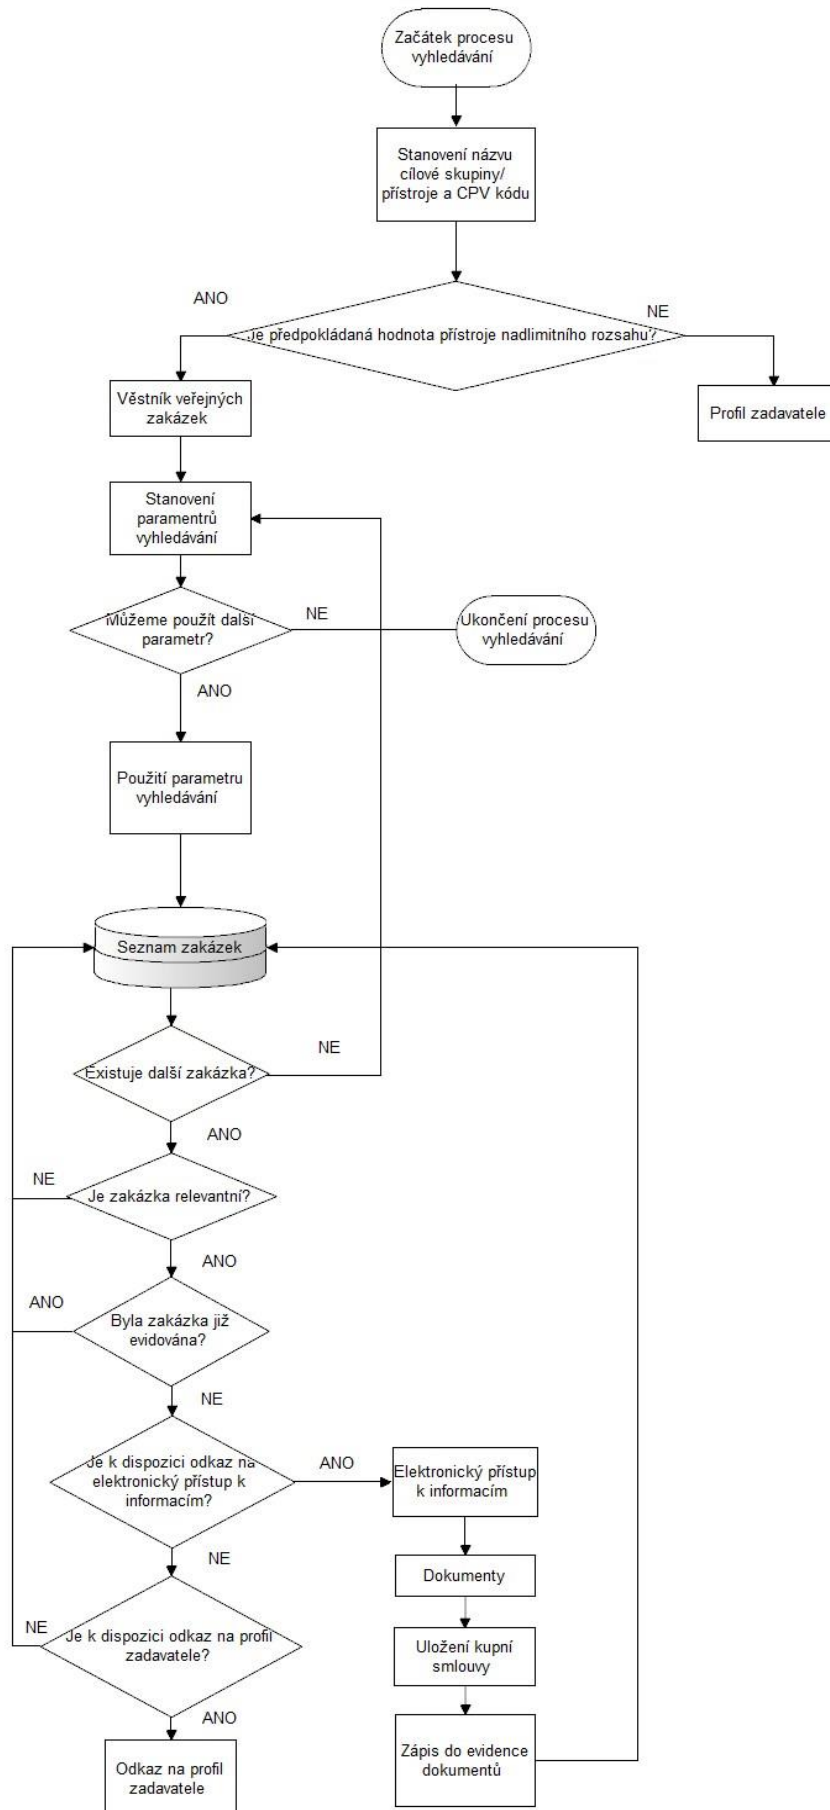 Začátek procesu
vyhledávání
Stanovení názvu
cílové skupiny/
přístroje a CPV kódu
ANO
NE
Je předpokládaná hodnota přístroje nadlimitního rozsahu?
Věstník veřejných
zakázek
Profil zadavatele
Stanovení
paramentrů
vyhledávání
Můžeme použít další
parametr?
NE
Ukončení procesu
vyhledávání
ANO
Použití parametru
vyhledávání
Seznam zakázek
Existuje další zakázka?
NE
ANO
Je zakázka relevantní?
NE
ANO
Byla zakázka již
evidována?
ANO
NE
Je k dispozici odkaz na
elektronický přístup k
informacím?
ANO
Elektronický přístup
k informacím
NE
Dokumenty
Je k dispozici odkaz na profil
zadavatele?
NE
Uložení kupní
smlouvy
ANO
Zápis do evidence
dokumentů
Odkaz na profil
zadavatele